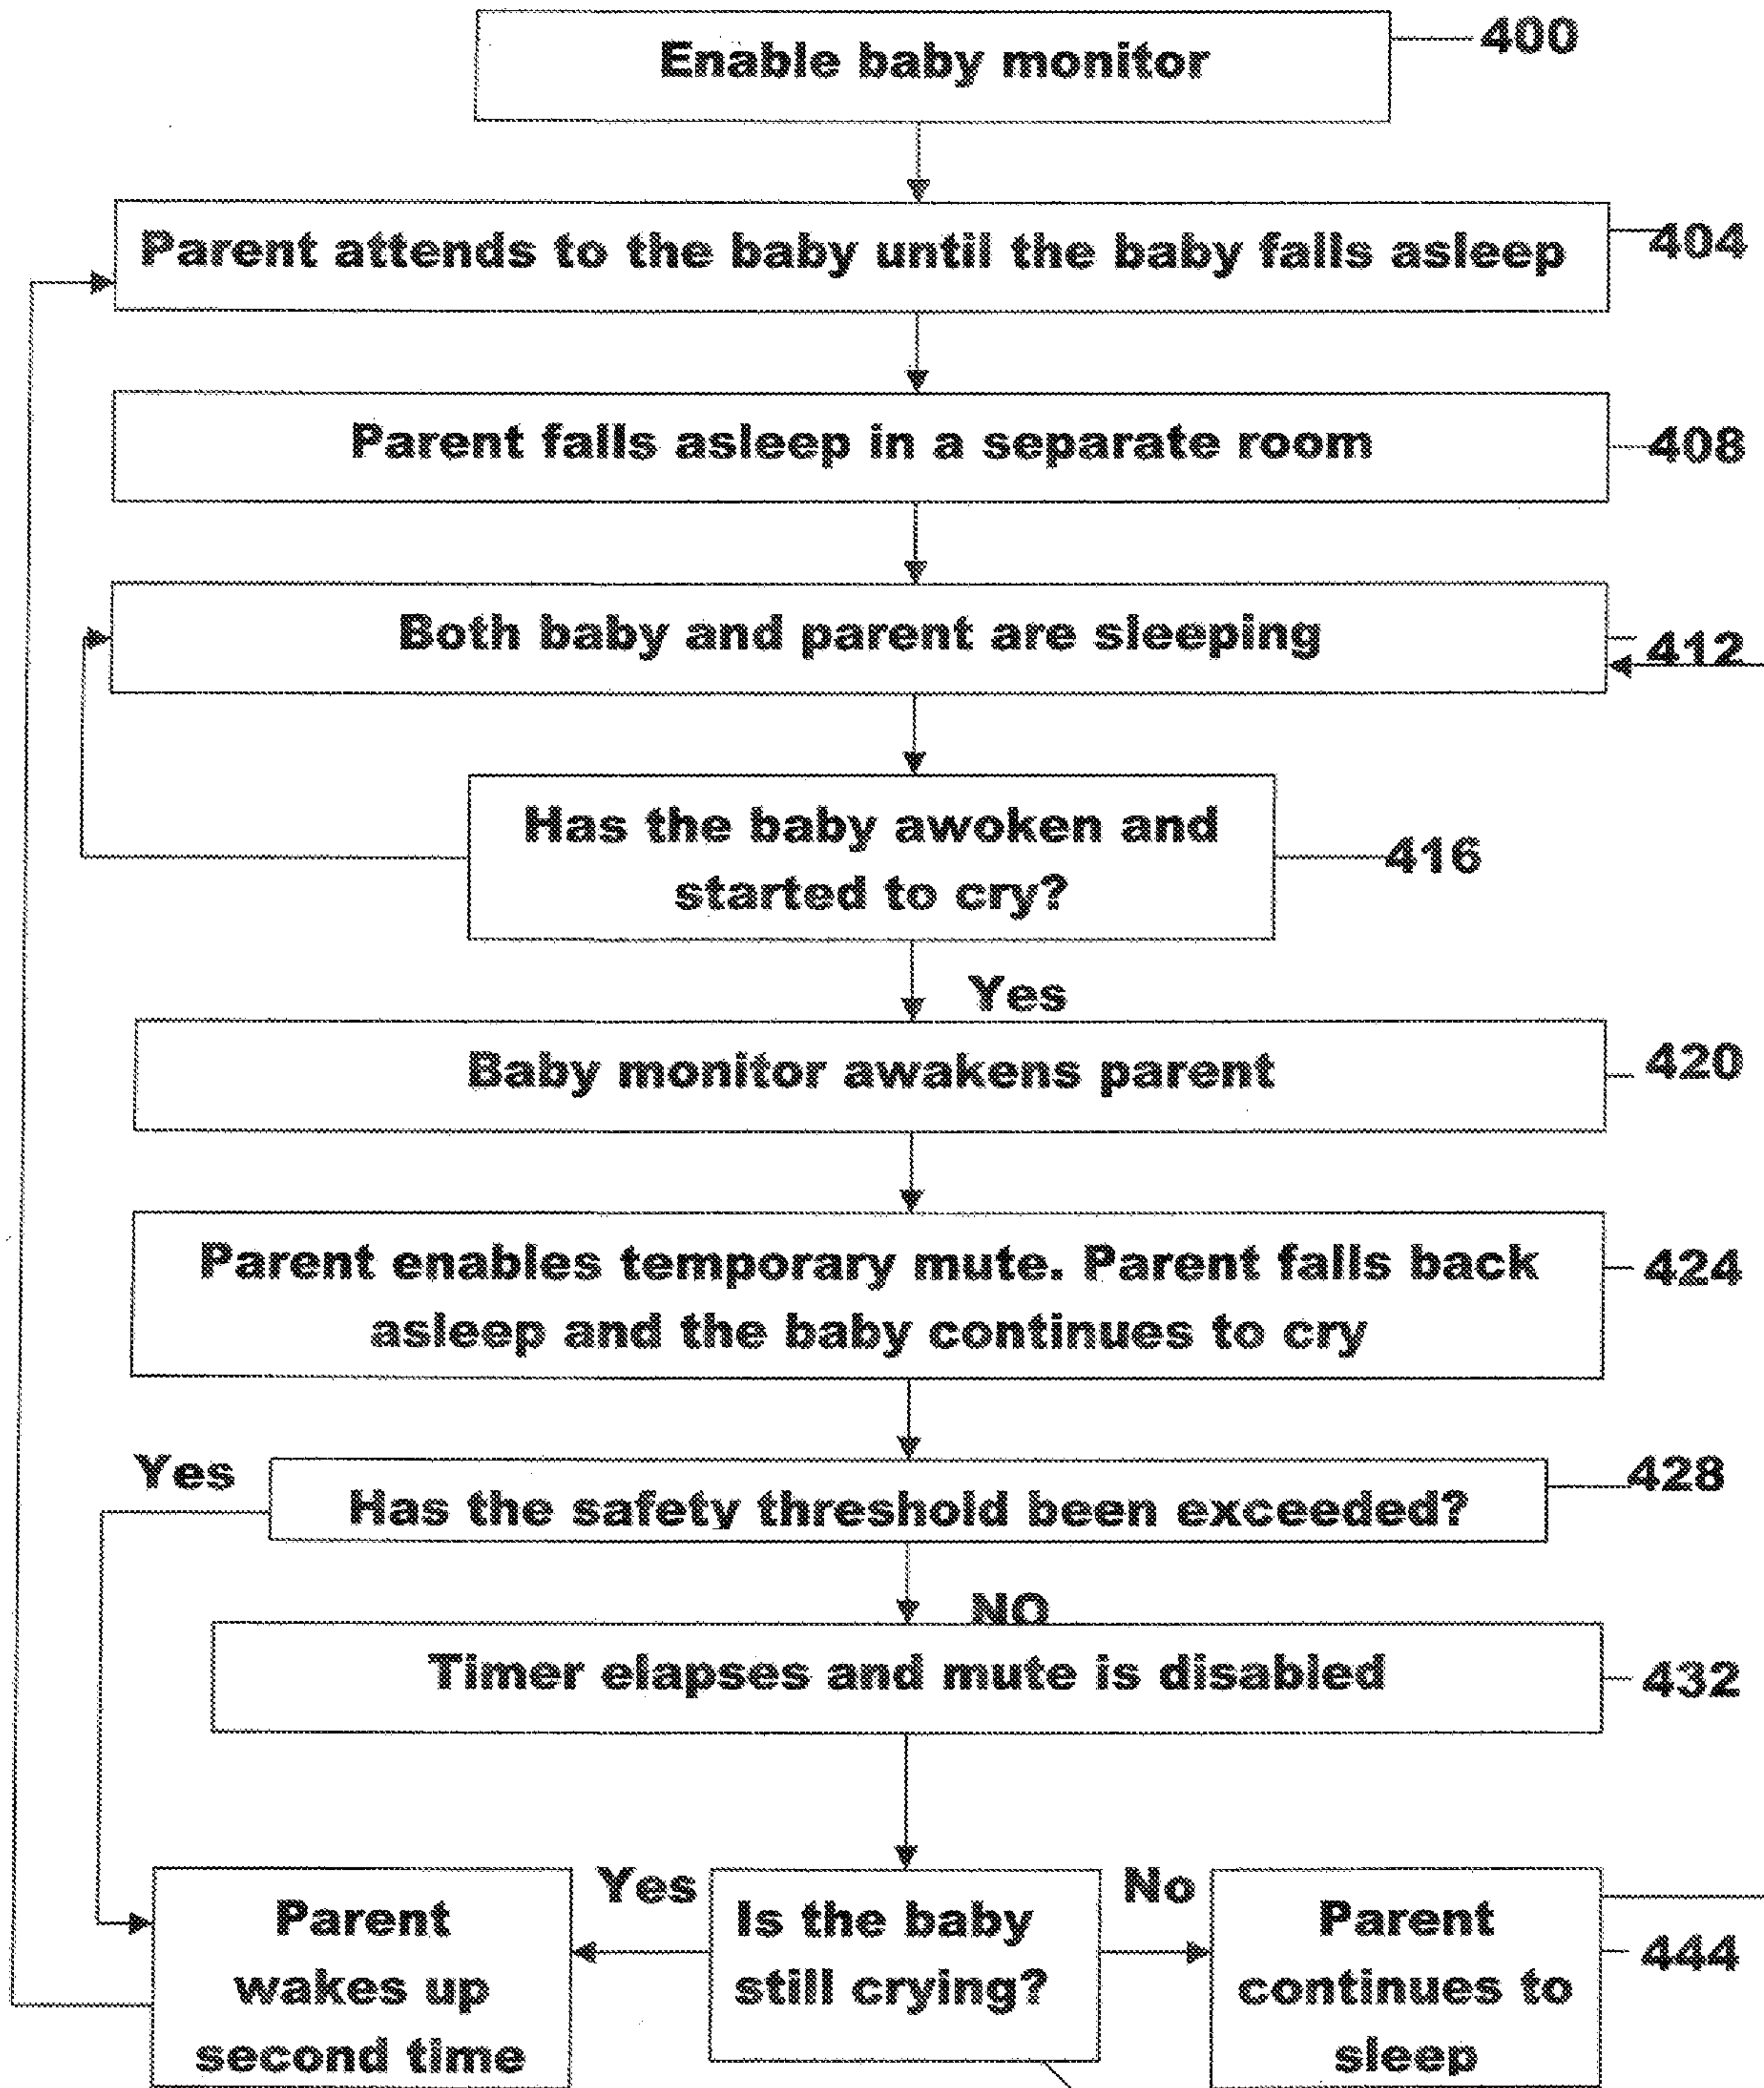 Enable baby monitor
400
Parent attends to the baby until the baby falls asleep
404
Parent falls asleep in a separate room
408
Both baby and parent are sleeping
412
Has the baby awoken and
started to cry?
416
Yes
Baby monitor awakens parent
420
Parent enables temporary mute. Parent falls back
asleep and the baby continues to cry
424
Yes
Has the safety threshold been exceeded?
428
NO
Timer elapses and mute is disabled
432
Parent
wakes up
second time
Yes
Is the baby
still crying?
No
Parent
continues to
sleep
444